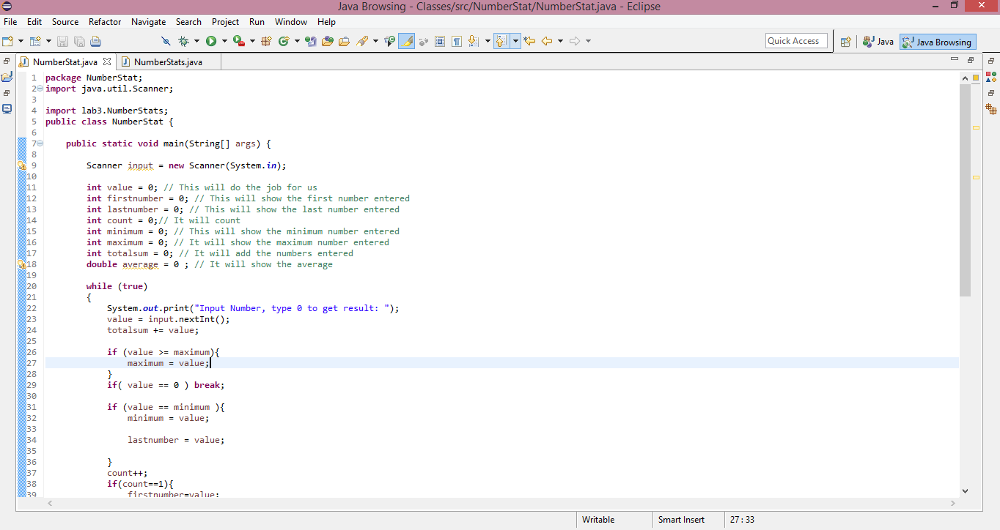 Java Browsing - Classes/src/NumberStat/NumberStat.java - Eclipse
File Edit Source Refactor Navigate Search Project Run Window Help
Quick Access Java Java Browsing
NumberStat.java NumberStats.java
1 package NumberStat;
2 import java.util.Scanner;
3
4 import lab3.NumberStats;
5 public class NumberStat {
6
7 public static void main(String[] args) {
8
9 Scanner input = new Scanner(System.in);
10
11 int value = 0; // This will do the job for us
12 int firstnumber = 0; // This will show the first number entered
13 int lastnumber = 0; // This will show the last number entered
14 int count = 0;// It will count
15 int minimum = 0; // This will show the minimum number entered
16 int maximum = 0; // It will show the maximum number entered
17 int totalsum = 0; // It will add the numbers entered
18 double average = 0 ; // It will show the average
19
20 while (true)
21 {
22 System.out.print("Input Number, type 0 to get result: ");
23 value = input.nextInt();
24 totalsum += value;
25
26 if (value >= maximum){
27 maximum = value;
28 }
29 if( value == 0 ) break;
30
31 if (value == minimum ){
32 minimum = value;
33
34 lastnumber = value;
35
36 }
37 count++;
38 if(count==1){
39 firstnumber=value;
Writable Smart Insert 27 : 33